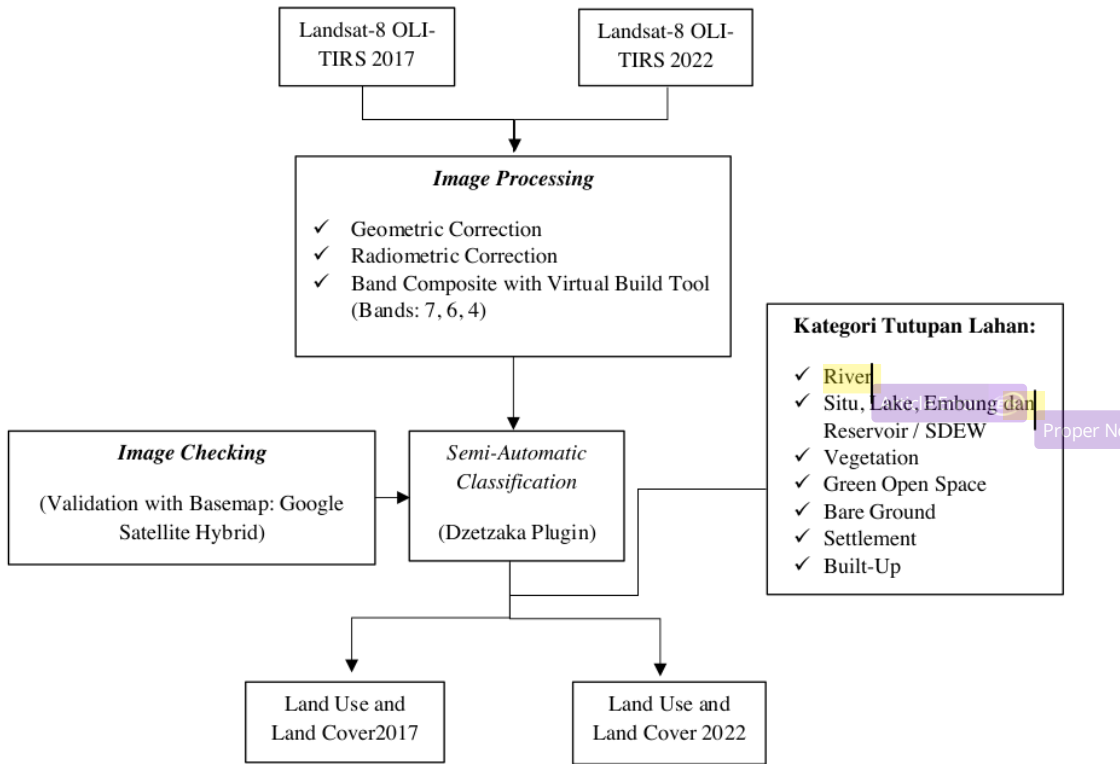 Landsat-8 OLI-
TIRS 2017
Landsat-8 OLI-
TIRS 2022
Image Processing
✓ Geometric Correction
✓ Radiometric Correction
✓ Band Composite with Virtual Build Tool
(Bands: 7, 6, 4)
Kategori Tutupan Lahan:
✓ River
✓ Situ, Lake, Embung dan
Reservoir / SDEW
✓ Vegetation
✓ Green Open Space
✓ Bare Ground
✓ Settlement
✓ Built-Up
Proper
Image Checking
(Validation with Basemap: Google
Satellite Hybrid)
Semi-Automatic
Classification
(Dzetzaka Plugin)
Land Use and
Land Cover2017
Land Use and
Land Cover 2022